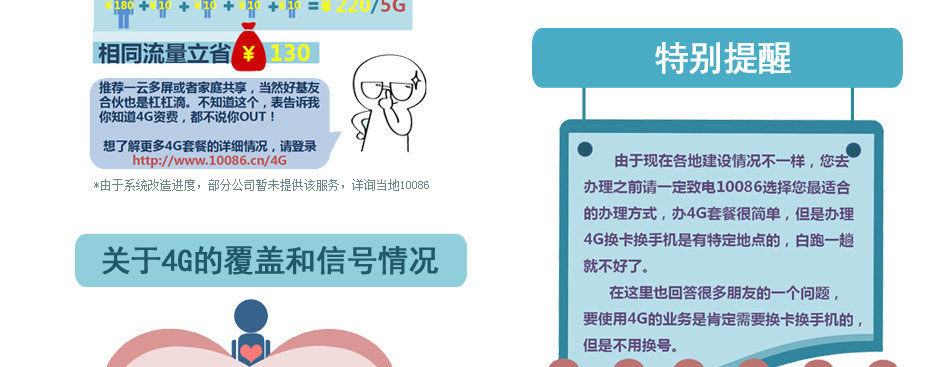 ¥180 +¥10 +¥10 +¥10 +¥10 =¥220/5G
相同流量立省 ¥ 130
推荐一云多屏或者家庭共享，当然好基友
合伙也是杠杠滴。不知道这个，表告诉我
你知道4G资费，都不说你OUT！
想了解更多4G套餐的详细情况，请登录
http://www.10086.cn/4G
*由于系统改造进度，部分公司暂未提供该服务，详询当地10086
关于4G的覆盖和信号情况
特别提醒
由于现在各地建设情况不一样，您去
办理之前请一定致电10086选择您最适合
的办理方式，办4G套餐很简单，但是办理
4G换卡换手机是有特定地点的，白跑一趟
就不好了。
在这里也回答很多朋友的一个问题，
要使用4G的业务是肯定需要换卡换手机的，
但是不用换号。